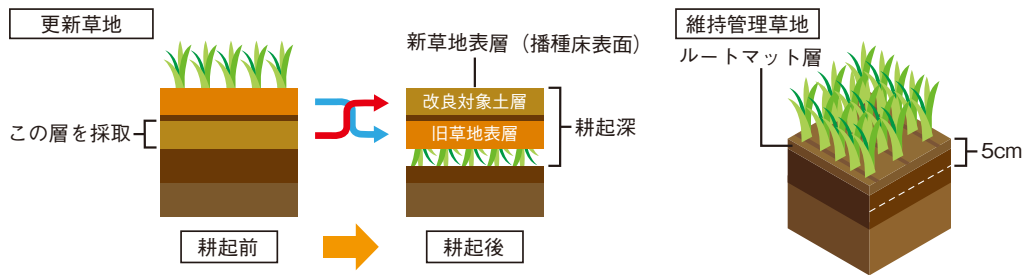 更新草地
この層を採取
耕起前
新草地表層（播種床表面）
改良対象土層
旧草地表層
耕起深
耕起後
維持管理草地
ルートマット層
5cm